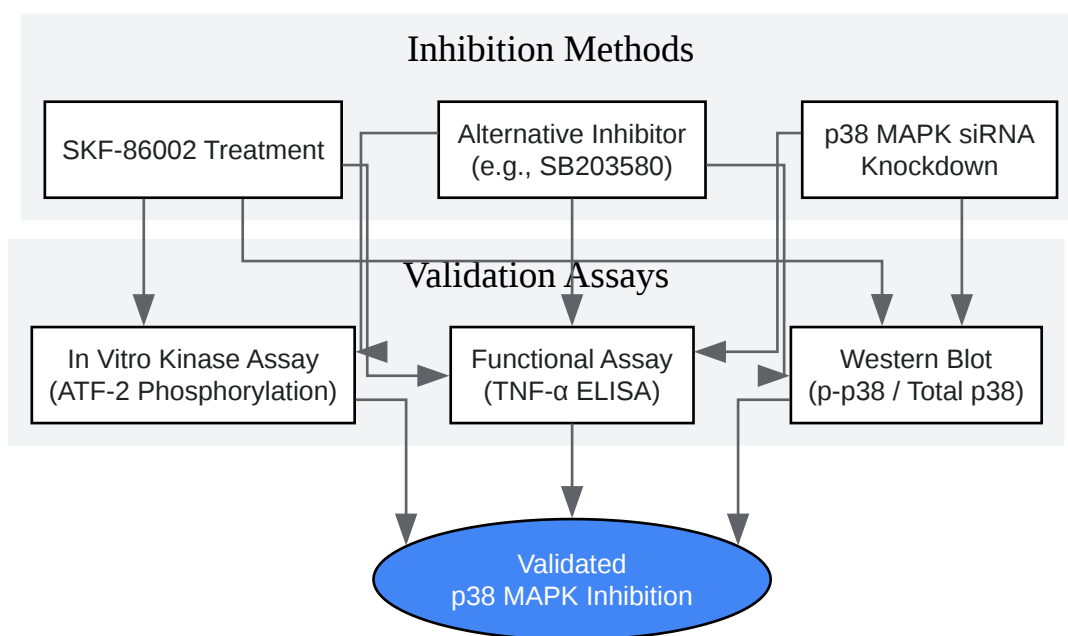 Inhibition Methods
SKF-86002 Treatment
Alternative Inhibitor
(e.g., SB203580)
p38 MAPK siRNA
Knockdown
Validation Assays
In Vitro Kinase Assay
(ATF-2 Phosphorylation)
Functional Assay
(TNF-α ELISA)
Western Blot
(p-p38 / Total p38)
Validated
p38 MAPK Inhibition